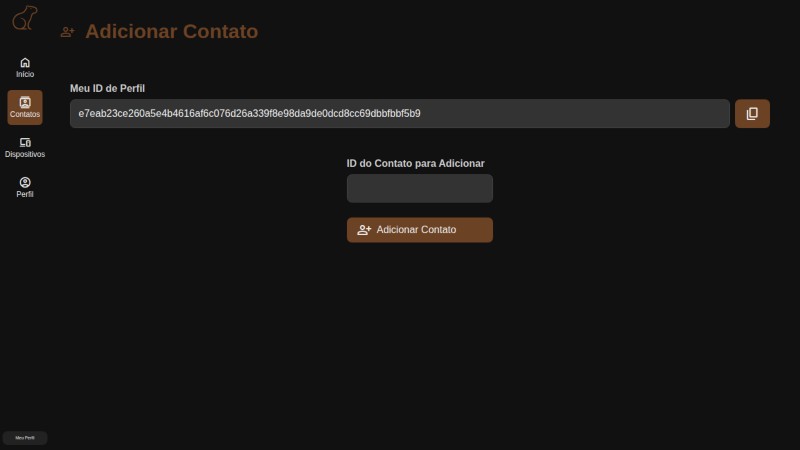 Adicionar Contato
Início
Contatos
Dispositivos
Perfil
Meu ID de Perfil
e7eab23ce260a5e4b4616af6c076d26a339f8e98da9de0dcd8cc69dbbfbbf5b9
ID do Contato para Adicionar
Adicionar Contato
Meu Perfil